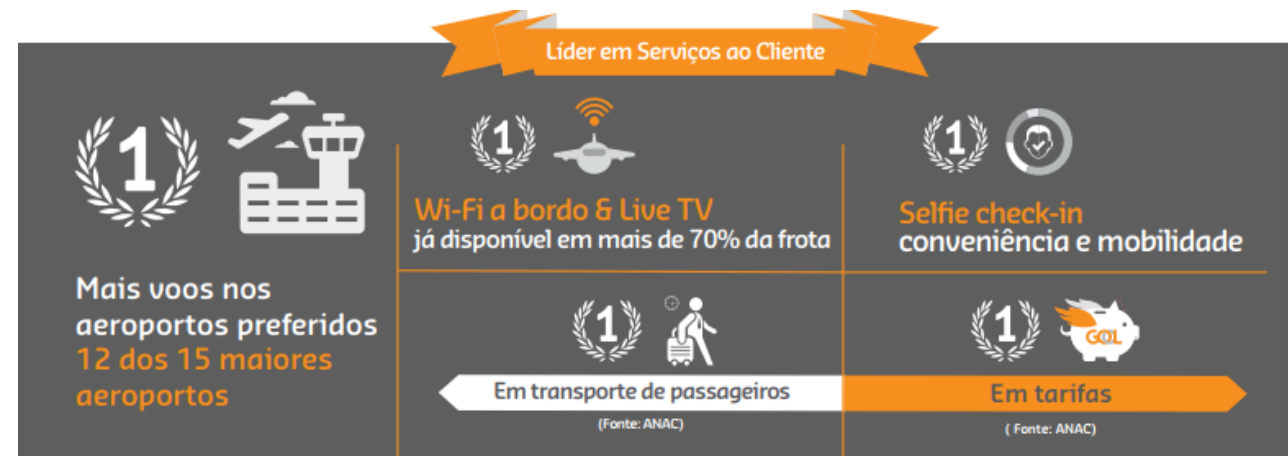 Líder em Serviços ao Cliente
1
Mais voos nos
aeroportos preferidos
12 dos 15 maiores
aeroportos
1
Wi-Fi a bordo & Live TV
já disponível em mais de 70% da frota
1
Selfie check-in
conveniência e mobilidade
1
Em transporte de passageiros
(Fonte: ANAC)
1
GOL
Em tarifas
( Fonte: ANAC)